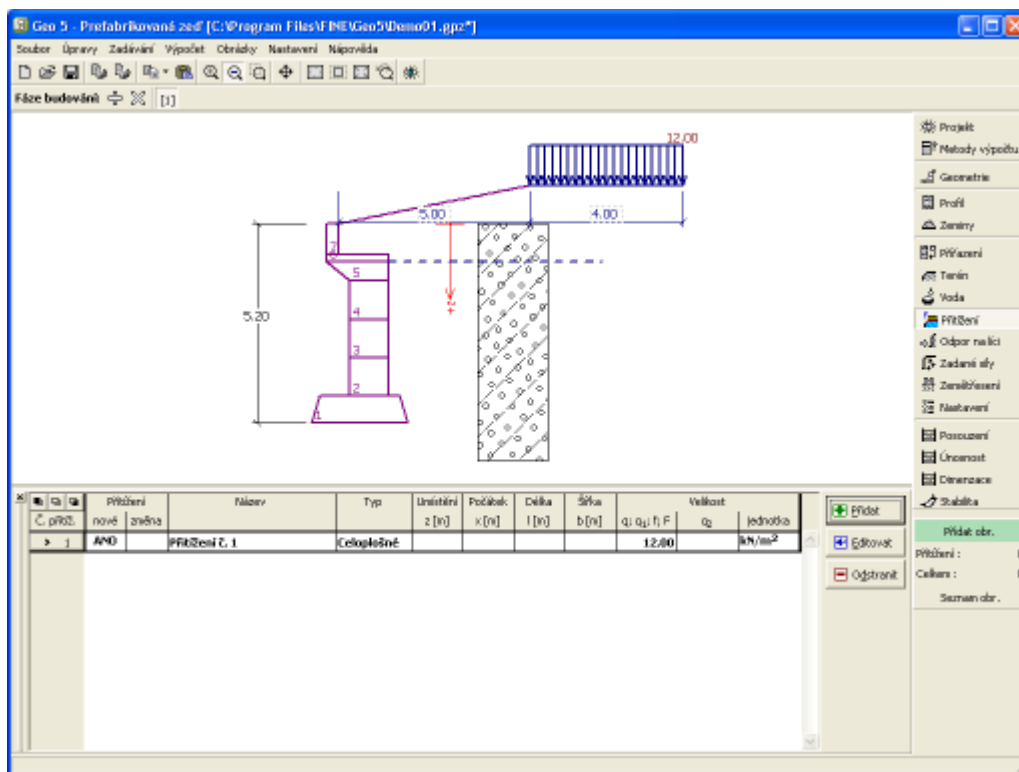 Geo 5 - Prefabrikovaná zeď [C:\Program Files\FINE\Geo5\Demo01.gpz*]
Soubor Úpravy Zadávání Výpočet Obrázky Nastavení Nápověda
Fáze budování: [1]
12.00
5.00 4.00
5.20
+z
7
5
4
3
2
1
Projekt
Metody výpočtu
Geometrie
Profil
Zeminy
Přiřazení
Terén
Voda
Přitížení
Odpor na líci
Zadané síly
Zemětřesení
Nastavení
Posouzení
Únosnost
Dimenzace
Stabilita
Přidat obr.
Přitížení :
Celkem :
Seznam obr.
Přitížení Název Typ Umístění Počátek Délka Šířka Velikost
Č. přitíž. nové změna z [m] x [m] l [m] b [m] q; q1; f; F q2 jednotka
1 ANO Přitížení č. 1 Celoplošné 12.00 kN/m²
Přidat
Editovat
Odstranit